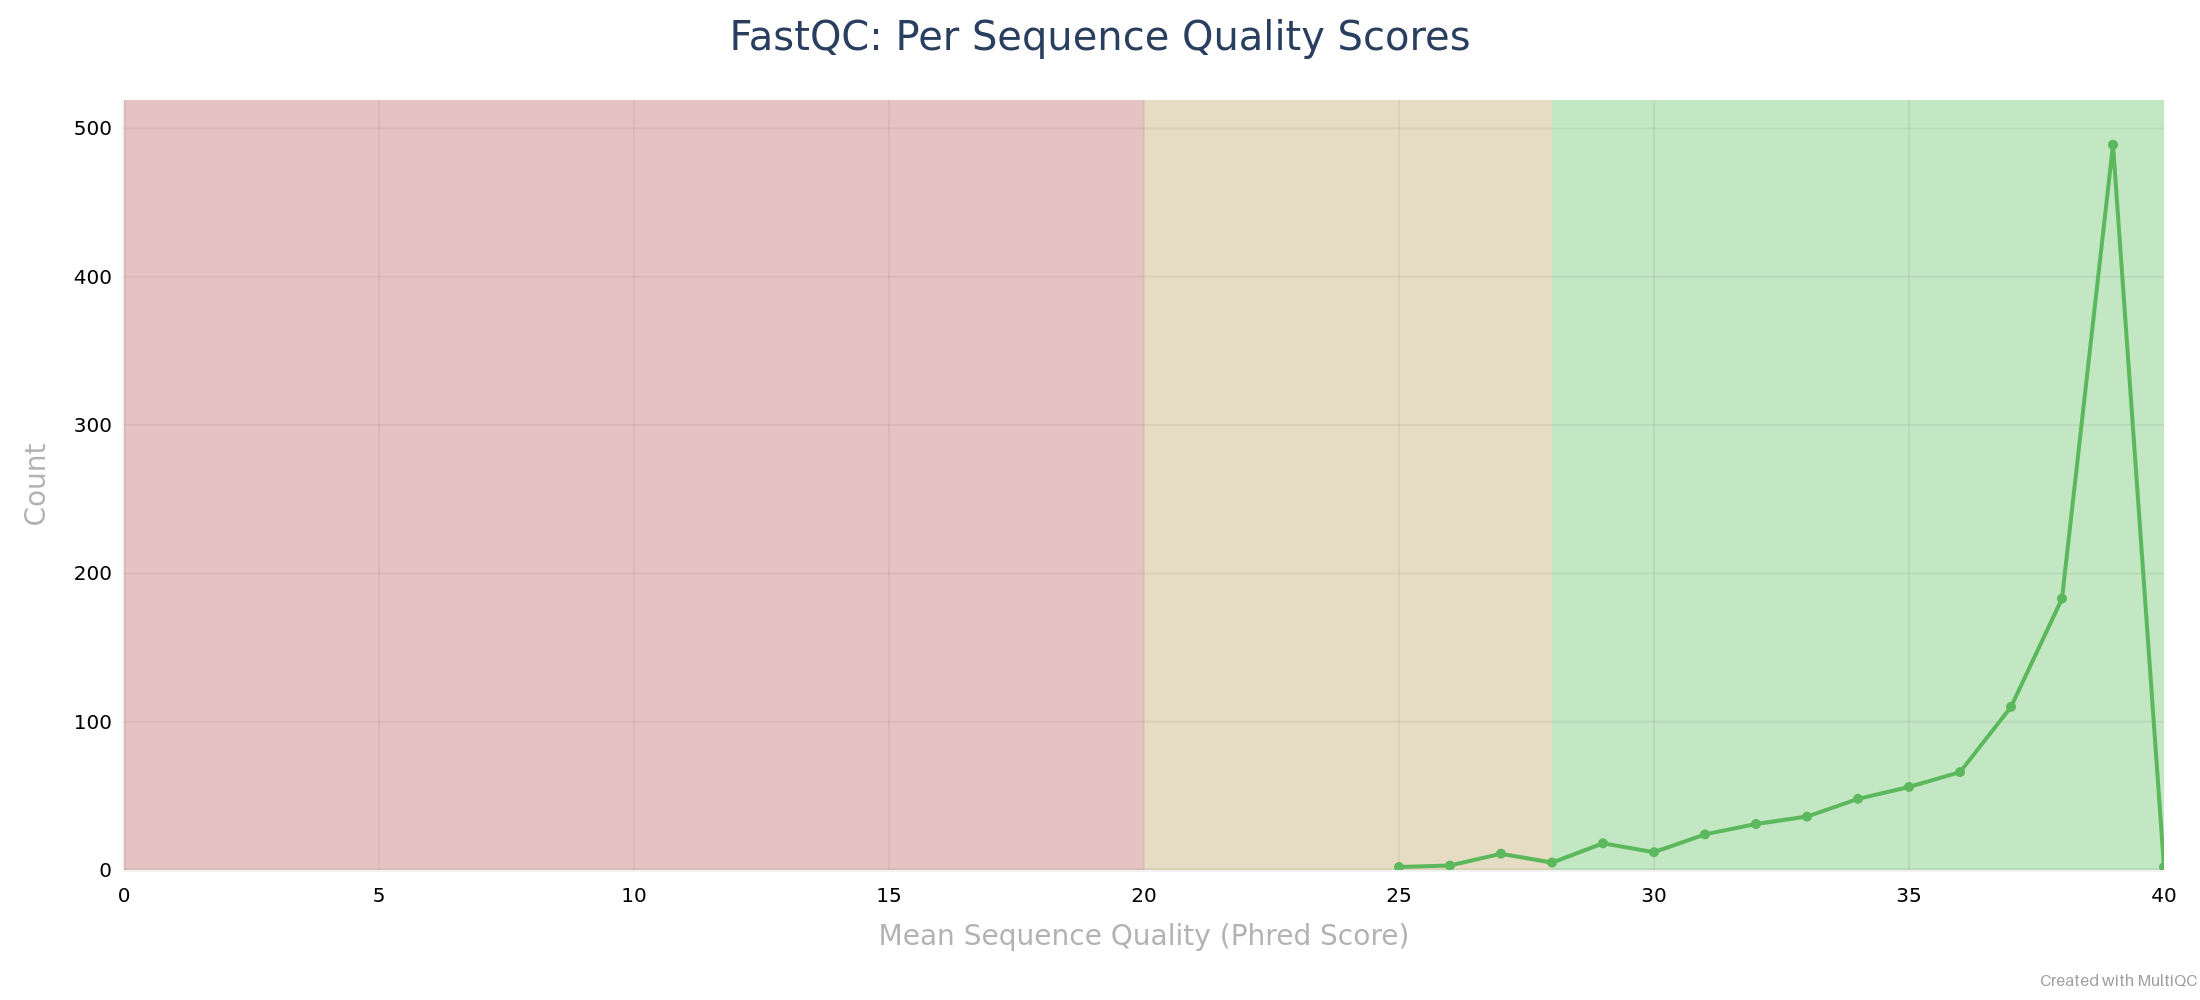 FastQC: Per Sequence Quality Scores
500
400
300
200
100
0
Count
0 5 10 15 20 25 30 35 40
Mean Sequence Quality (Phred Score)
Created with MultiQC